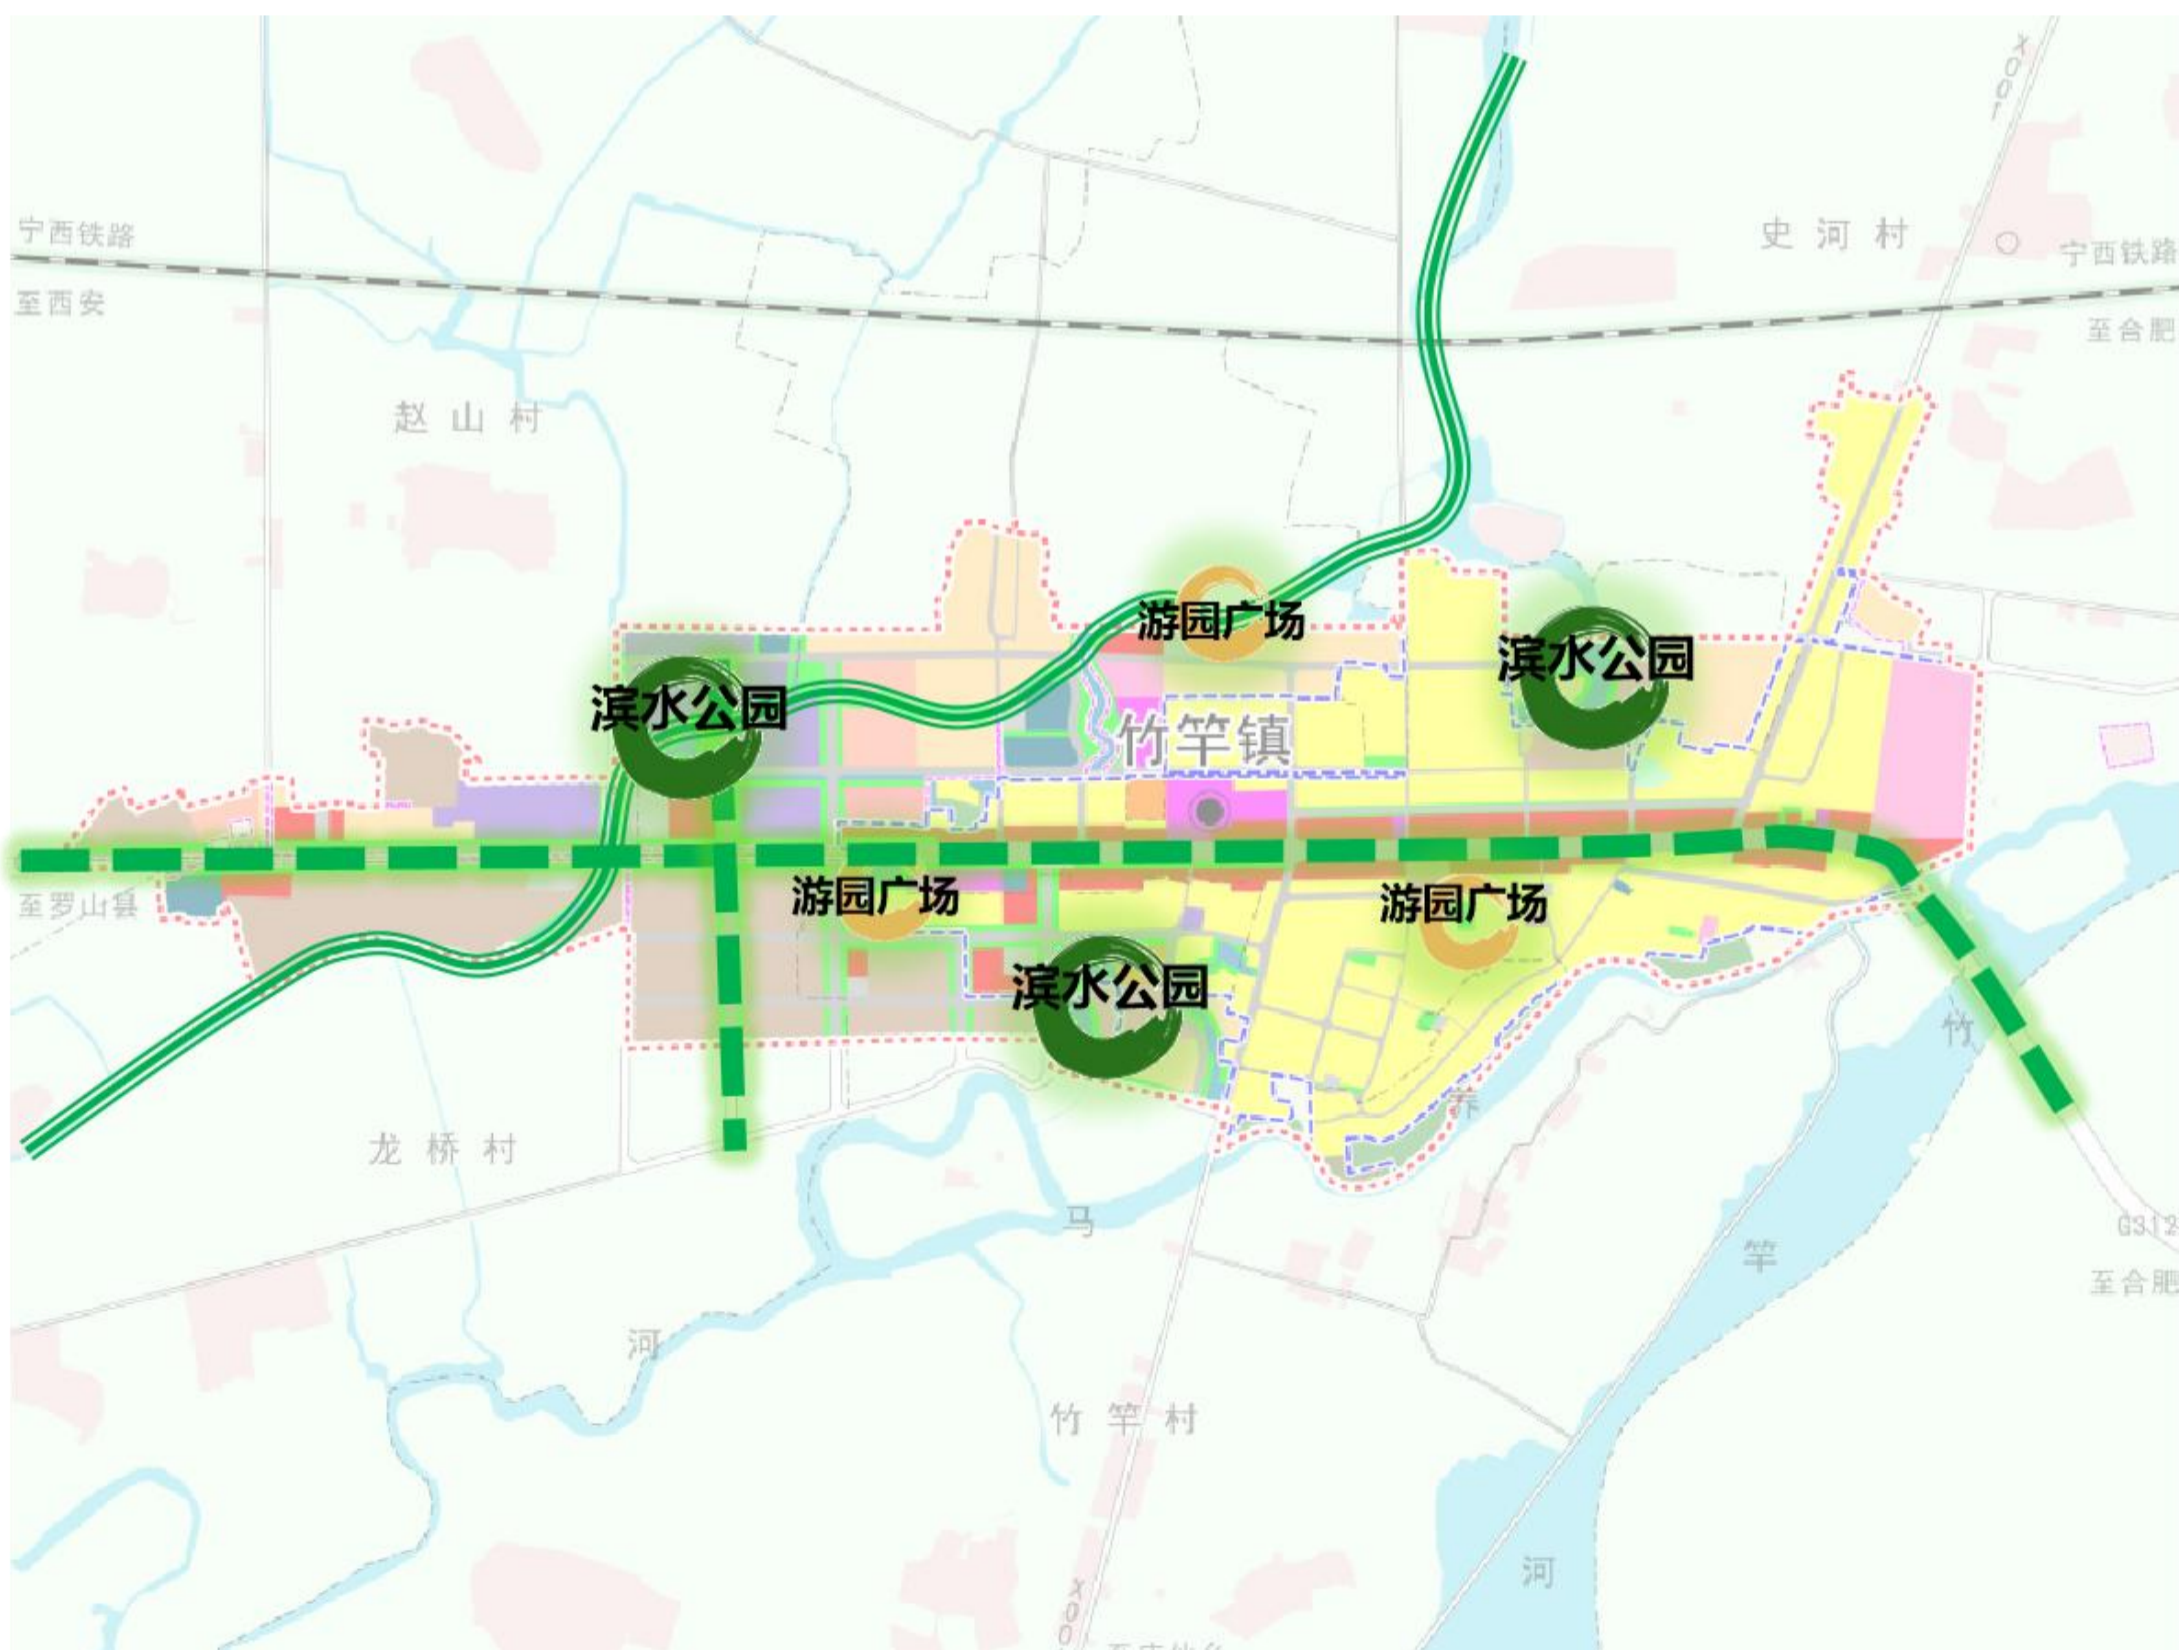 X001
宁西铁路
史河村
宁西铁路
至西安
至合肥
赵山村
游园广场
滨水公园
滨水公园
竹竿镇
至罗山县
游园广场
游园广场
滨水公园
竹
养
龙桥村
马
G312
竿
至合肥
河
竹竿村
河
X00